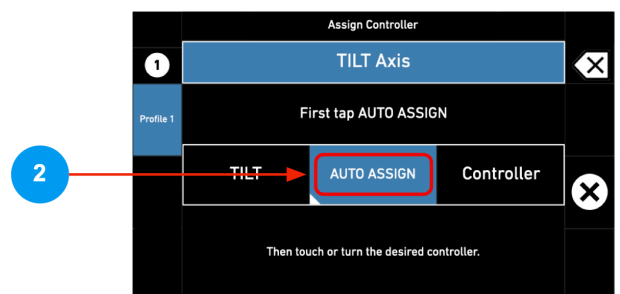 Assign Controller
1
TILT Axis
Profile 1
First tap AUTO ASSIGN
2
TILT
AUTO ASSIGN
Controller
Then touch or turn the desired controller.